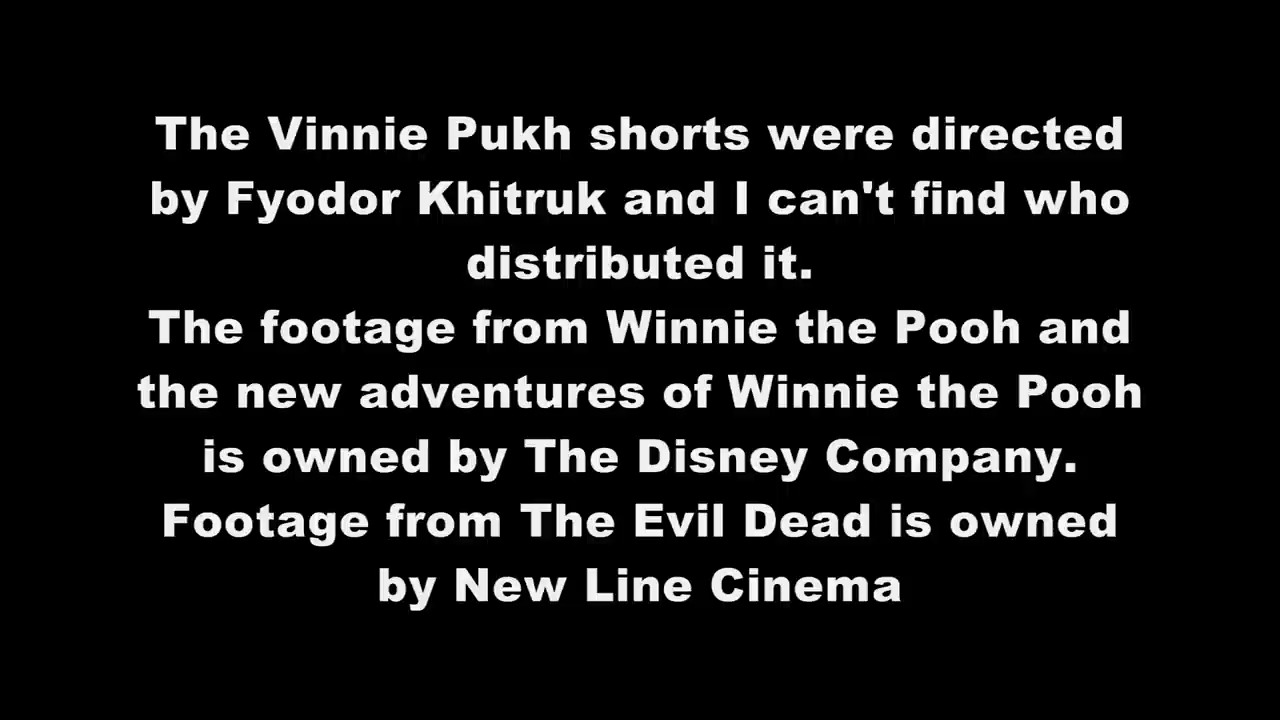 The Vinnie Pukh shorts were directed
by Fyodor Khitruk and I can't find who
distributed it.
The footage from Winnie the Pooh and
the new adventures of Winnie the Pooh
is owned by The Disney Company.
Footage from The Evil Dead is owned
by New Line Cinema